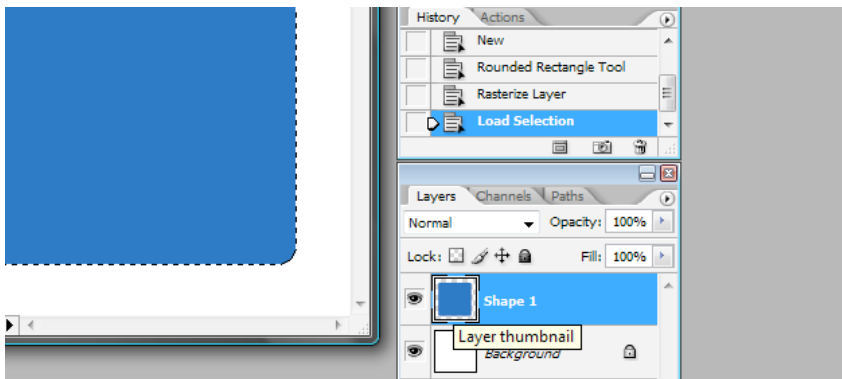 History Actions
New
Rounded Rectangle Tool
Rasterize Layer
Load Selection
Layers Channels Paths
Normal Opacity: 100%
Lock: Fill: 100%
Shape 1
Layer thumbnail
Background